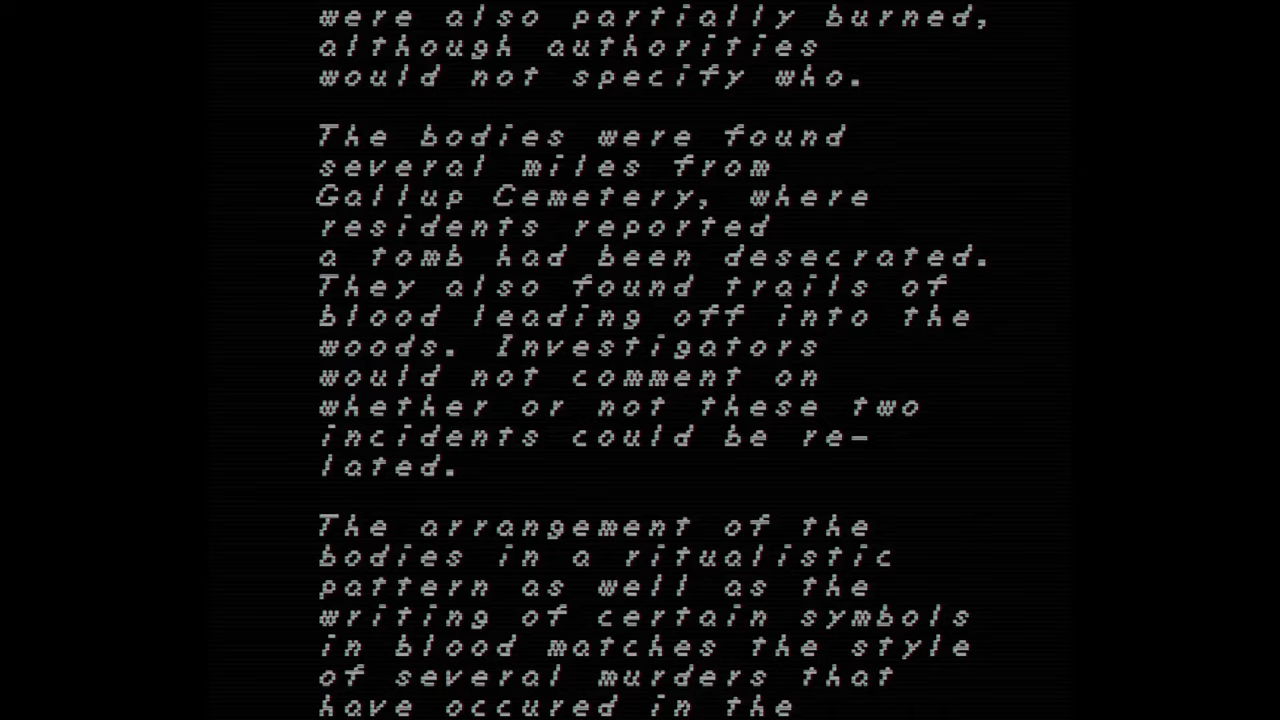 were also partially burned,
although authorities
would not specify who.
The bodies were found
several miles from
Gallup Cemetery, where
residents reported
a tomb had been desecrated.
They also found trails of
blood leading off into the
woods. Investigators
would not comment on
whether or not these two
incidents could be re-
lated.
The arrangement of the
bodies in a ritualistic
pattern as well as the
writing of certain symbols
in blood matches the style
of several murders that
have occured in the